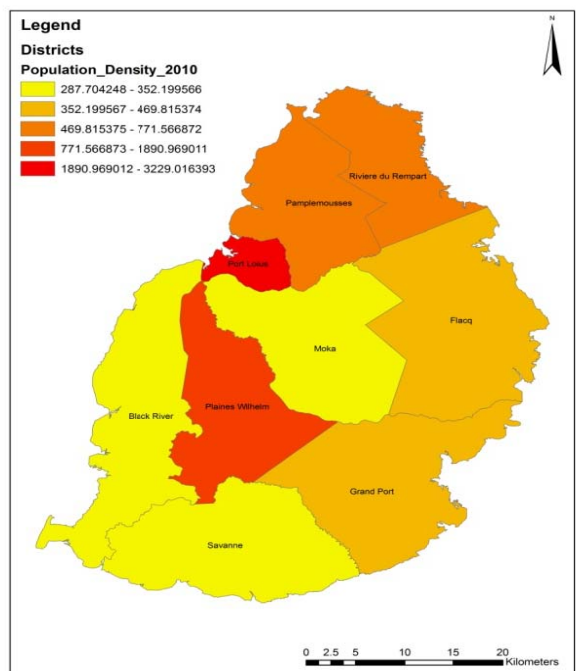 Legend
Districts
Population_Density_2010
287.704248 - 352.199566
352.199567 - 469.815374
469.815375 - 771.566872
771.566873 - 1890.969011
1890.969012 - 3229.016393
N
Riviere du Rempart
Pamplemousses
Port Loius
Flacq
Moka
Plaines Wilhelm
Black River
Grand Port
Savanne
0 2.5 5 10 15 20
Kilometers